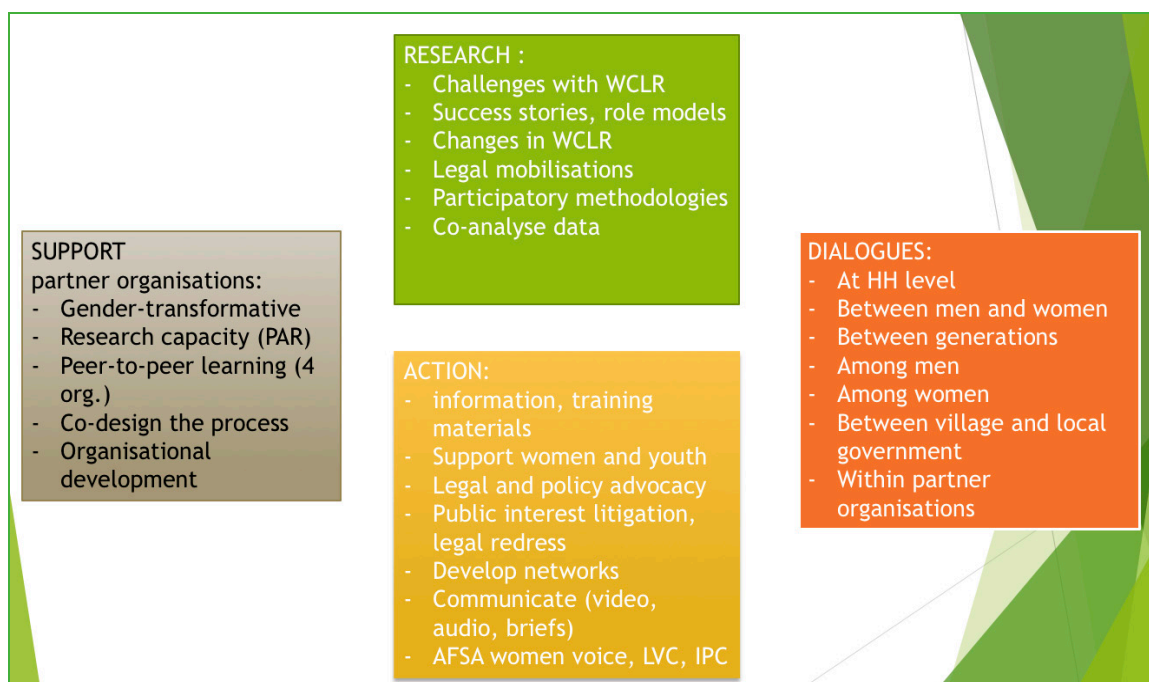 RESEARCH :
- Challenges with WCLR
- Success stories, role models
- Changes in WCLR
- Legal mobilisations
- Participatory methodologies
- Co-analyse data
SUPPORT
partner organisations:
- Gender-transformative
- Research capacity (PAR)
- Peer-to-peer learning (4
org.)
- Co-design the process
- Organisational
development
ACTION:
- information, training
materials
- Support women and youth
- Legal and policy advocacy
- Public interest litigation,
legal redress
- Develop networks
- Communicate (video,
audio, briefs)
- AFSA women voice, LVC, IPC
DIALOGUES:
- At HH level
- Between men and women
- Between generations
- Among men
- Among women
- Between village and local
government
- Within partner
organisations